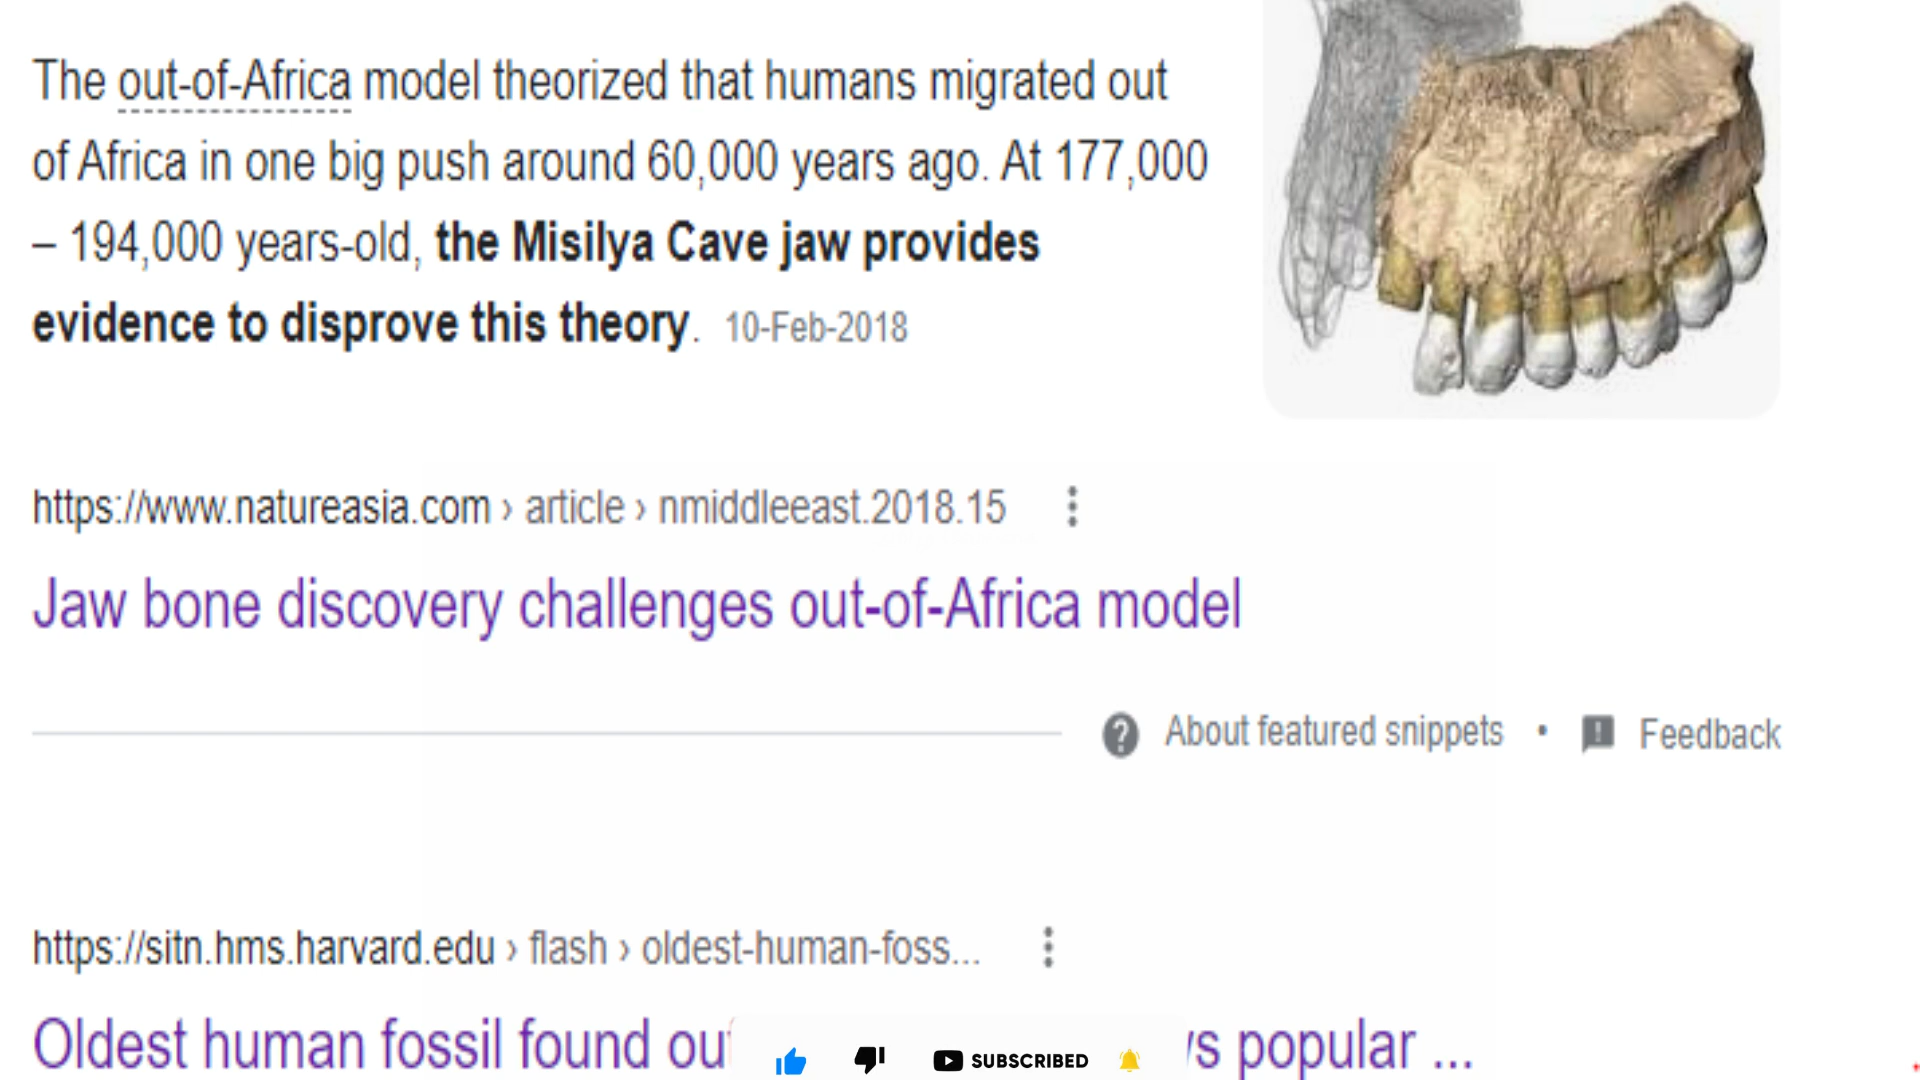 The out-of-Africa model theorized that humans migrated out
of Africa in one big push around 60,000 years ago. At 177,000
– 194,000 years-old, the Misilya Cave jaw provides
evidence to disprove this theory. 10-Feb-2018
https://www.natureasia.com › article › nmiddleeast.2018.15
Jaw bone discovery challenges out-of-Africa model
About featured snippets • Feedback
https://sitn.hms.harvard.edu › flash › oldest-human-foss...
Oldest human fossil found popular ...
SUBSCRIBED